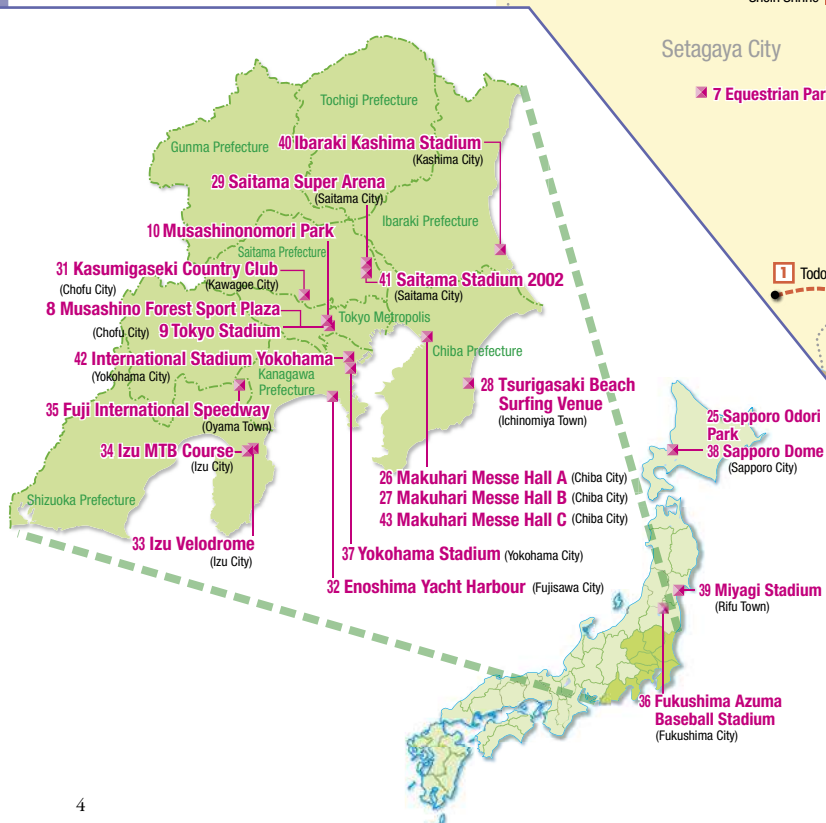 Setagaya City
7 Equestrian Par
1 Todo
Tochigi Prefecture
Gunma Prefecture
40 Ibaraki Kashima Stadium
(Kashima City)
29 Saitama Super Arena
(Saitama City)
Ibaraki Prefecture
10 Musashinonomori Park
Saitama Prefecture
31 Kasumigaseki Country Club
(Chofu City)
(Kawagoe City)
41 Saitama Stadium 2002
(Saitama City)
8 Musashino Forest Sport Plaza
(Chofu City)
9 Tokyo Stadium
Tokyo Metropolis
42 International Stadium Yokohama
(Yokohama City)
Kanagawa
Prefecture
Chiba Prefecture
35 Fuji International Speedway
(Oyama Town)
28 Tsurigasaki Beach
Surfing Venue
(Ichinomiya Town)
34 Izu MTB Course
(Izu City)
26 Makuhari Messe Hall A (Chiba City)
27 Makuhari Messe Hall B (Chiba City)
43 Makuhari Messe Hall C (Chiba City)
Shizuoka Prefecture
33 Izu Velodrome
(Izu City)
37 Yokohama Stadium (Yokohama City)
32 Enoshima Yacht Harbour (Fujisawa City)
25 Sapporo Odori
Park
38 Sapporo Dome
(Sapporo City)
39 Miyagi Stadium
(Rifu Town)
36 Fukushima Azuma
Baseball Stadium
(Fukushima City)
4